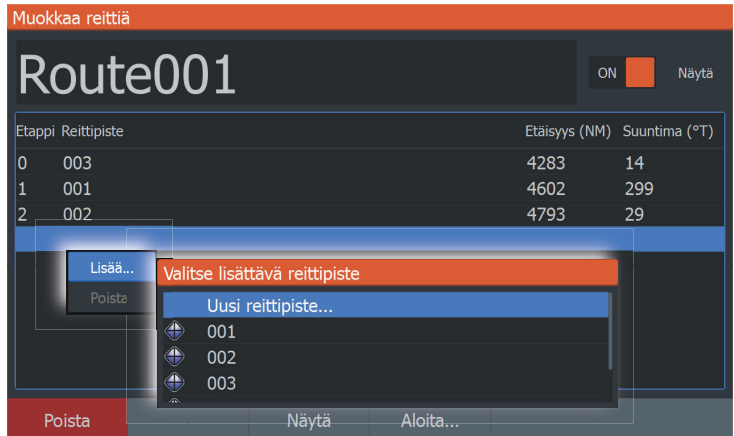 Muokkaa reittiä
Route001 ON Näytä
Etappi Reittipiste Etäisyys (NM) Suuntima (°T)
0 003 4283 14
1 001 4602 299
2 002 4793 29
Lisää...
Poista
Valitse lisättävä reittipiste
Uusi reittipiste...
001
002
003
Poista Näytä Aloita...